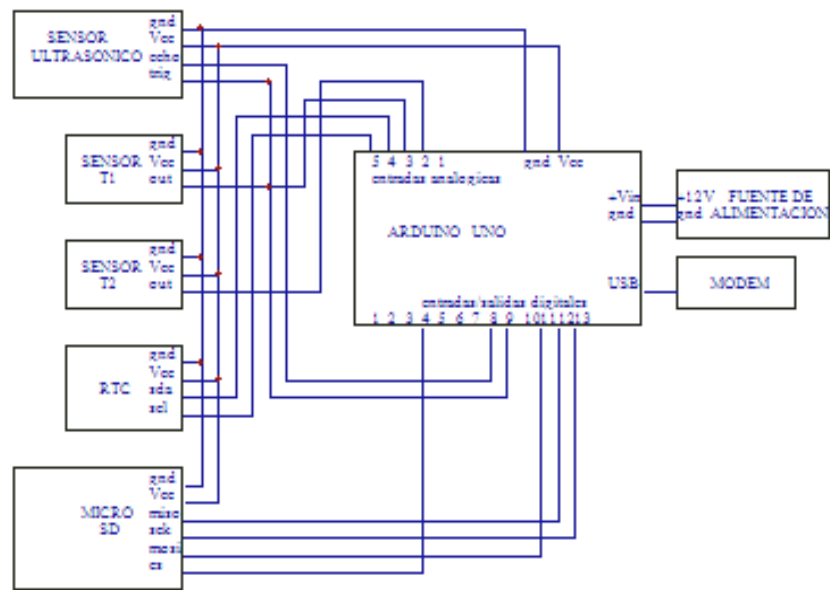 SENSOR
ULTRASONICO
gnd
Vcc
echo
trig
SENSOR
T1
gnd
Vcc
out
SENSOR
T2
gnd
Vcc
out
RTC
gnd
Vcc
sda
scl
MICRO
SD
gnd
Vcc
miso
sck
mosi
cs
5 4 3 2 1
gnd Vcc
entradas analogicas
ARDUINO UNO
+Vin
gnd
USB
entradas/salidas digitales
1 2 3 4 5 6 7 8 9 10 11 12 13
+12V FUENTE DE
gnd ALIMENTACION
MODEM